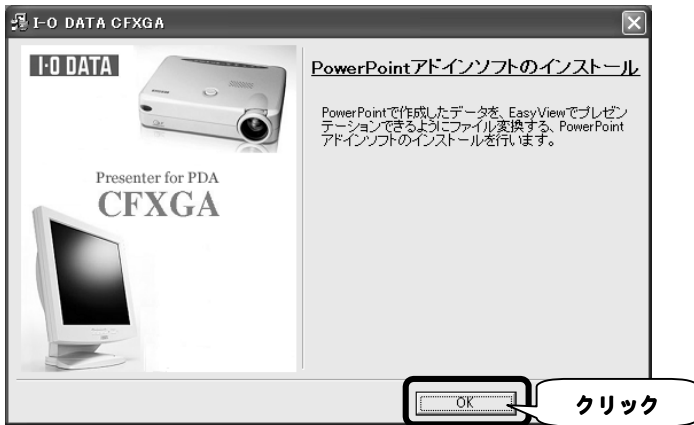 I-O DATA CFXGA
I·O DATA
Presenter for PDA
CFXGA
PowerPointアドインソフトのインストール
PowerPointで作成したデータを、EasyViewでプレゼン
テーションできるようにファイル変換する、PowerPoint
アドインソフトのインストールを行います。
OK
クリック